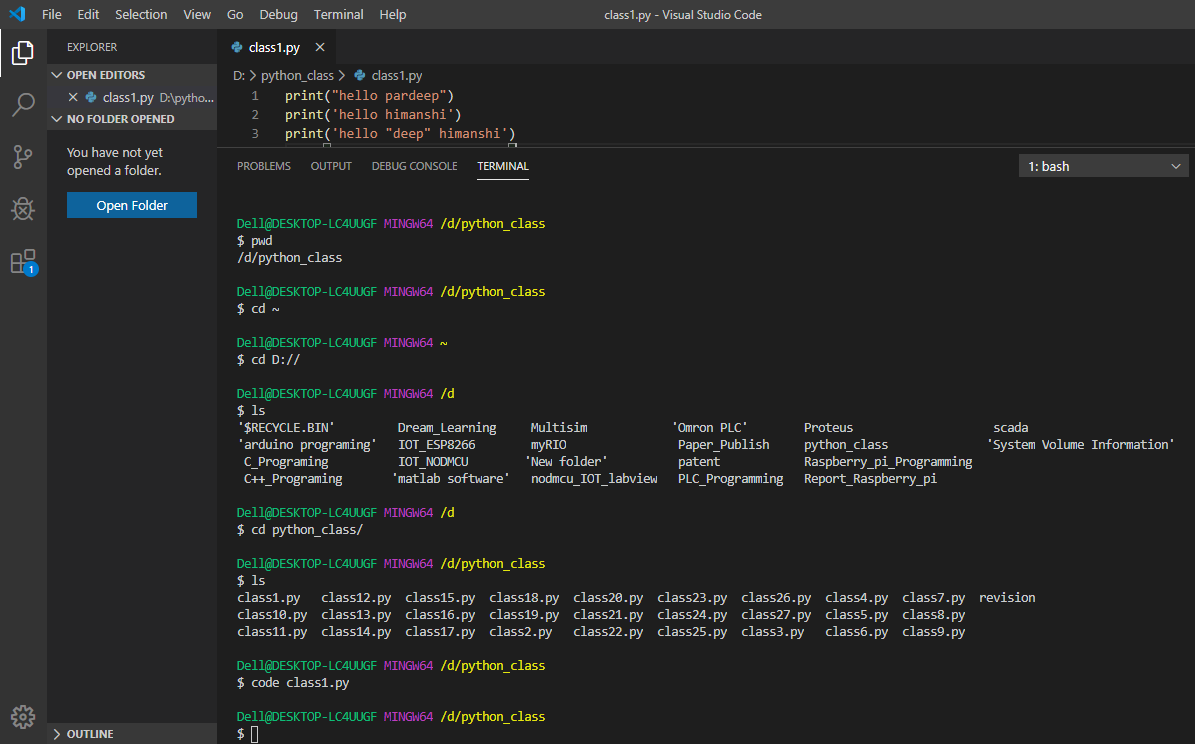 File Edit Selection View Go Debug Terminal Help class1.py - Visual Studio Code
EXPLORER
OPEN EDITORS
class1.py D:\pytho...
NO FOLDER OPENED
You have not yet
opened a folder.
Open Folder
1
OUTLINE
class1.py
D: > python_class > class1.py
1 print("hello pardeep")
2 print('hello himanshi')
3 print('hello "deep" himanshi')
PROBLEMS OUTPUT DEBUG CONSOLE TERMINAL 1: bash
Dell@DESKTOP-LC4UUGF MINGW64 /d/python_class
$ pwd
/d/python_class
Dell@DESKTOP-LC4UUGF MINGW64 /d/python_class
$ cd ~
Dell@DESKTOP-LC4UUGF MINGW64 ~
$ cd D://
Dell@DESKTOP-LC4UUGF MINGW64 /d
$ ls
'$RECYCLE.BIN' Dream_Learning Multisim 'Omron PLC' Proteus scada
'arduino programing' IOT_ESP8266 myRIO Paper_Publish python_class 'System Volume Information'
C_Programing IOT_NODMCU 'New folder' patent Raspberry_pi_Programming
C++_Programing 'matlab software' nodmcu_IOT_labview PLC_Programming Report_Raspberry_pi
Dell@DESKTOP-LC4UUGF MINGW64 /d
$ cd python_class/
Dell@DESKTOP-LC4UUGF MINGW64 /d/python_class
$ ls
class1.py class12.py class15.py class18.py class20.py class23.py class26.py class4.py class7.py revision
class10.py class13.py class16.py class19.py class21.py class24.py class27.py class5.py class8.py
class11.py class14.py class17.py class2.py class22.py class25.py class3.py class6.py class9.py
Dell@DESKTOP-LC4UUGF MINGW64 /d/python_class
$ code class1.py
Dell@DESKTOP-LC4UUGF MINGW64 /d/python_class
$